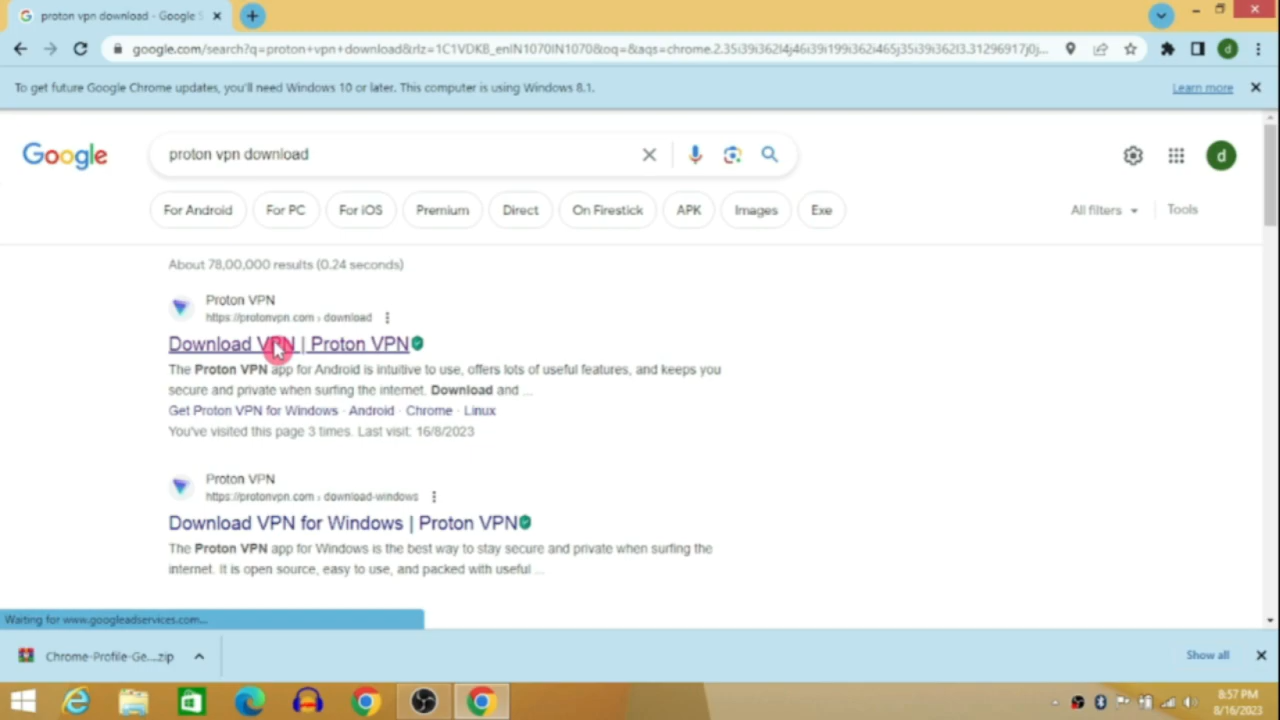 proton vpn download - Google S
google.com/search?q=proton+vpn+download&rlz=1C1VDKB_enIN1070IN1070&oq=&aqs=chrome.2.35i39i362l4j46i39i199i362i465j35i39i362l3.31296917j0j...
d
To get future Google Chrome updates, you'll need Windows 10 or later. This computer is using Windows 8.1.
Learn more
Google
proton vpn download
d
For Android
For PC
For iOS
Premium
Direct
On Firestick
APK
Images
Exe
All filters
Tools
About 78,00,000 results (0.24 seconds)
Proton VPN
https://protonvpn.com › download
Download VPN | Proton VPN
The Proton VPN app for Android is intuitive to use, offers lots of useful features, and keeps you
secure and private when surfing the internet. Download and ...
Get Proton VPN for Windows · Android · Chrome · Linux
You've visited this page 3 times. Last visit: 16/8/2023
Proton VPN
https://protonvpn.com › download-windows
Download VPN for Windows | Proton VPN
The Proton VPN app for Windows is the best way to stay secure and private when surfing the
internet. It is open source, easy to use, and packed with useful ...
Waiting for www.googleadservices.com...
Chrome-Profile-Ge....zip
Show all
8:57 PM
8/16/2023